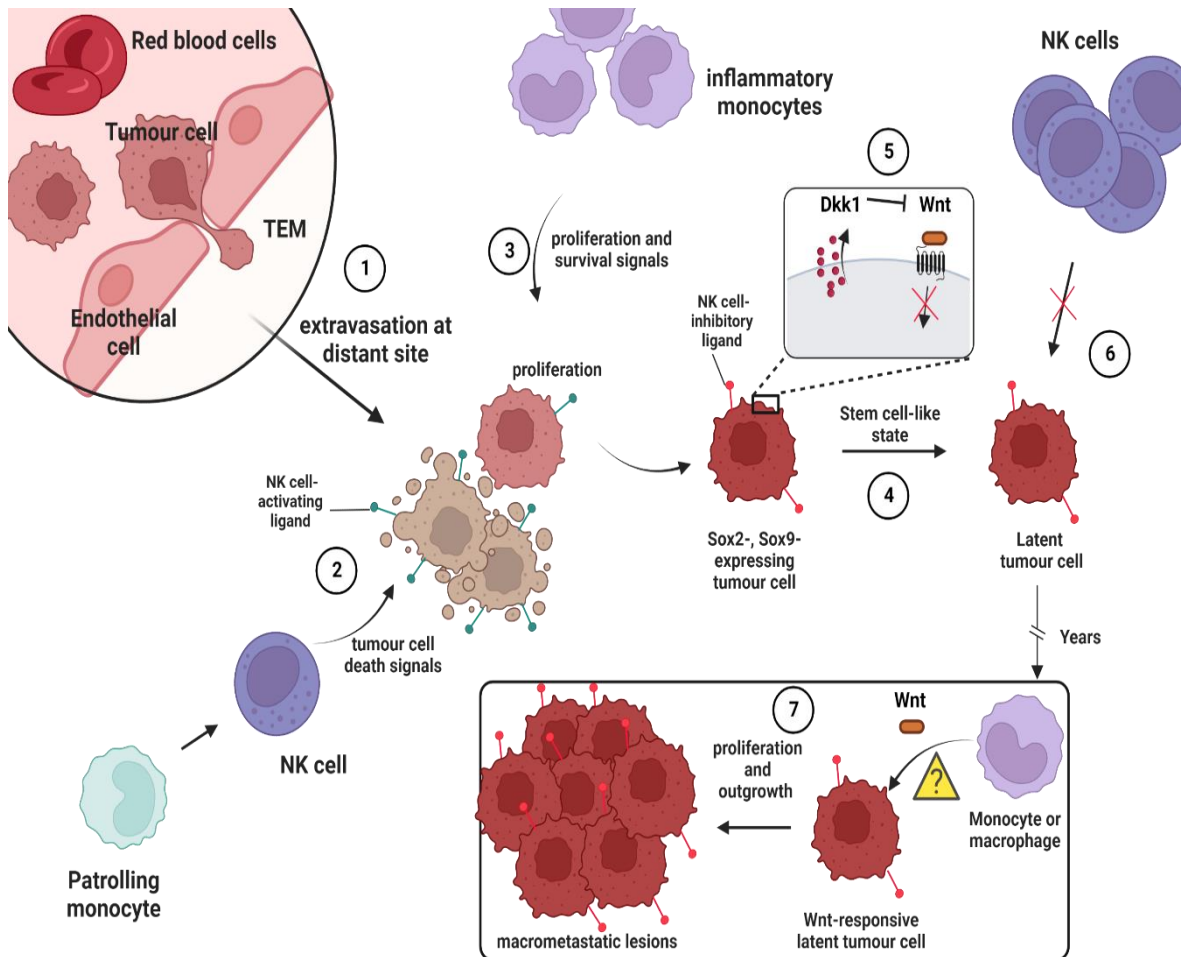 Red blood cells
Tumour cell
TEM
Endothelial
cell
1
extravasation at
distant site
inflammatory
monocytes
3
proliferation and
survival signals
NK cells
5
Dkk1
Wnt
NK cell-
inhibitory
ligand
6
proliferation
Stem cell-like
state
4
NK cell-
activating
ligand
2
tumour cell
death signals
Sox2-, Sox9-
expressing
tumour cell
Latent
tumour cell
Years
NK cell
Patrolling
monocyte
7
Wnt
proliferation
and
outgrowth
?
Monocyte or
macrophage
macrometastatic lesions
Wnt-responsive
latent tumour cell